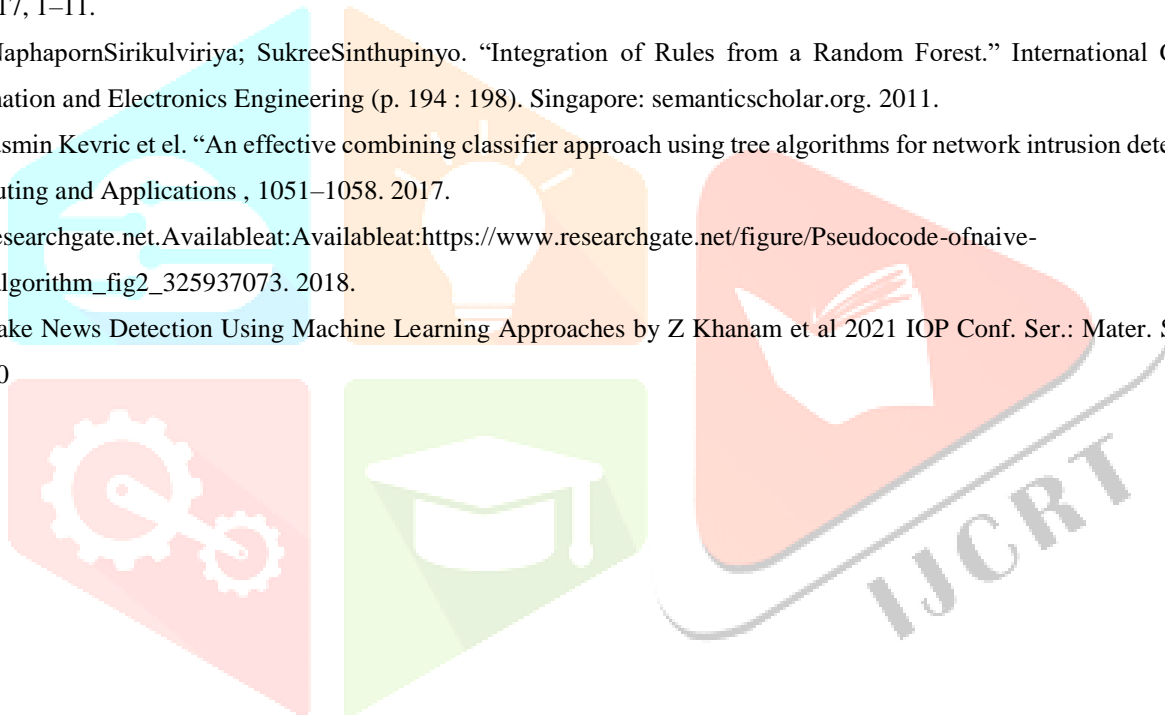 17, 1–11.
NaphapornSirikulviriya; SukreeSinthupinyo. “Integration of Rules from a Random Forest.” International
nation and Electronics Engineering (p. 194 : 198). Singapore: semanticscholar.org. 2011.
smin Kevric et el. “An effective combining classifier approach using tree algorithms for network intrusion dete
uting and Applications , 1051–1058. 2017.
esearchgate.net.Availableat:Availableat:https://www.researchgate.net/figure/Pseudocode-ofnaive-
lgorithm_fig2_325937073. 2018.
ake News Detection Using Machine Learning Approaches by Z Khanam et al 2021 IOP Conf. Ser.: Mater. S
0
IJCRT